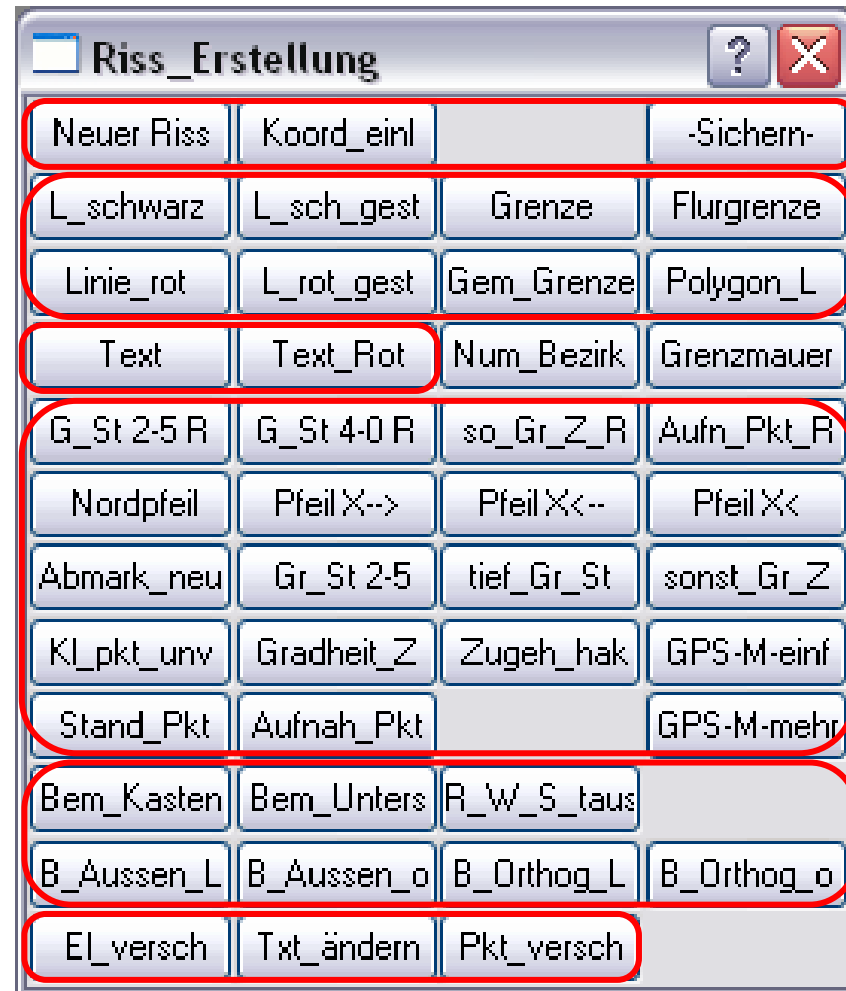 Riss_Erstellung ?
Neuer Riss Koord_einl -Sichern-
L_schwarz L_sch_gest Grenze Flurgrenze
Linie_rot L_rot_gest Gem_Grenze Polygon_L
Text Text_Rot Num_Bezirk Grenzmauer
G_St 2-5 R G_St 4-0 R so_Gr_Z_R Aufn_Pkt_R
Nordpfeil Pfeil X--> Pfeil X<-- Pfeil X<
Abmark_neu Gr_St 2-5 tief_Gr_St sonst_Gr_Z
Kl_pkt_unv Gradheit_Z Zugeh_hak GPS-M-einf
Stand_Pkt Aufnah_Pkt GPS-M-mehr
Bem_Kasten Bem_Unters R_W_S_taus
B_Aussen_L B_Aussen_o B_Orthog_L B_Orthog_o
El_versch Txt_ändern Pkt_versch